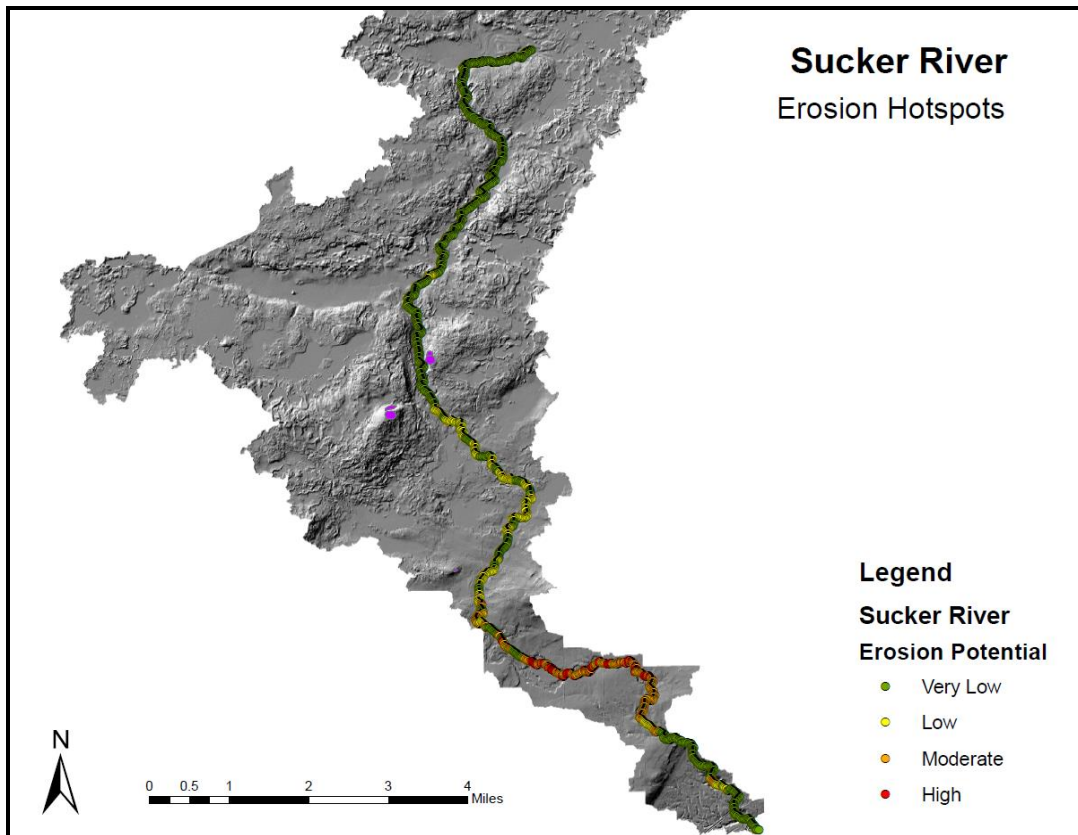 Sucker River
Erosion Hotspots
Legend
Sucker River
Erosion Potential
Very Low
Low
Moderate
High
N
0 0.5 1 2 3 4
Miles